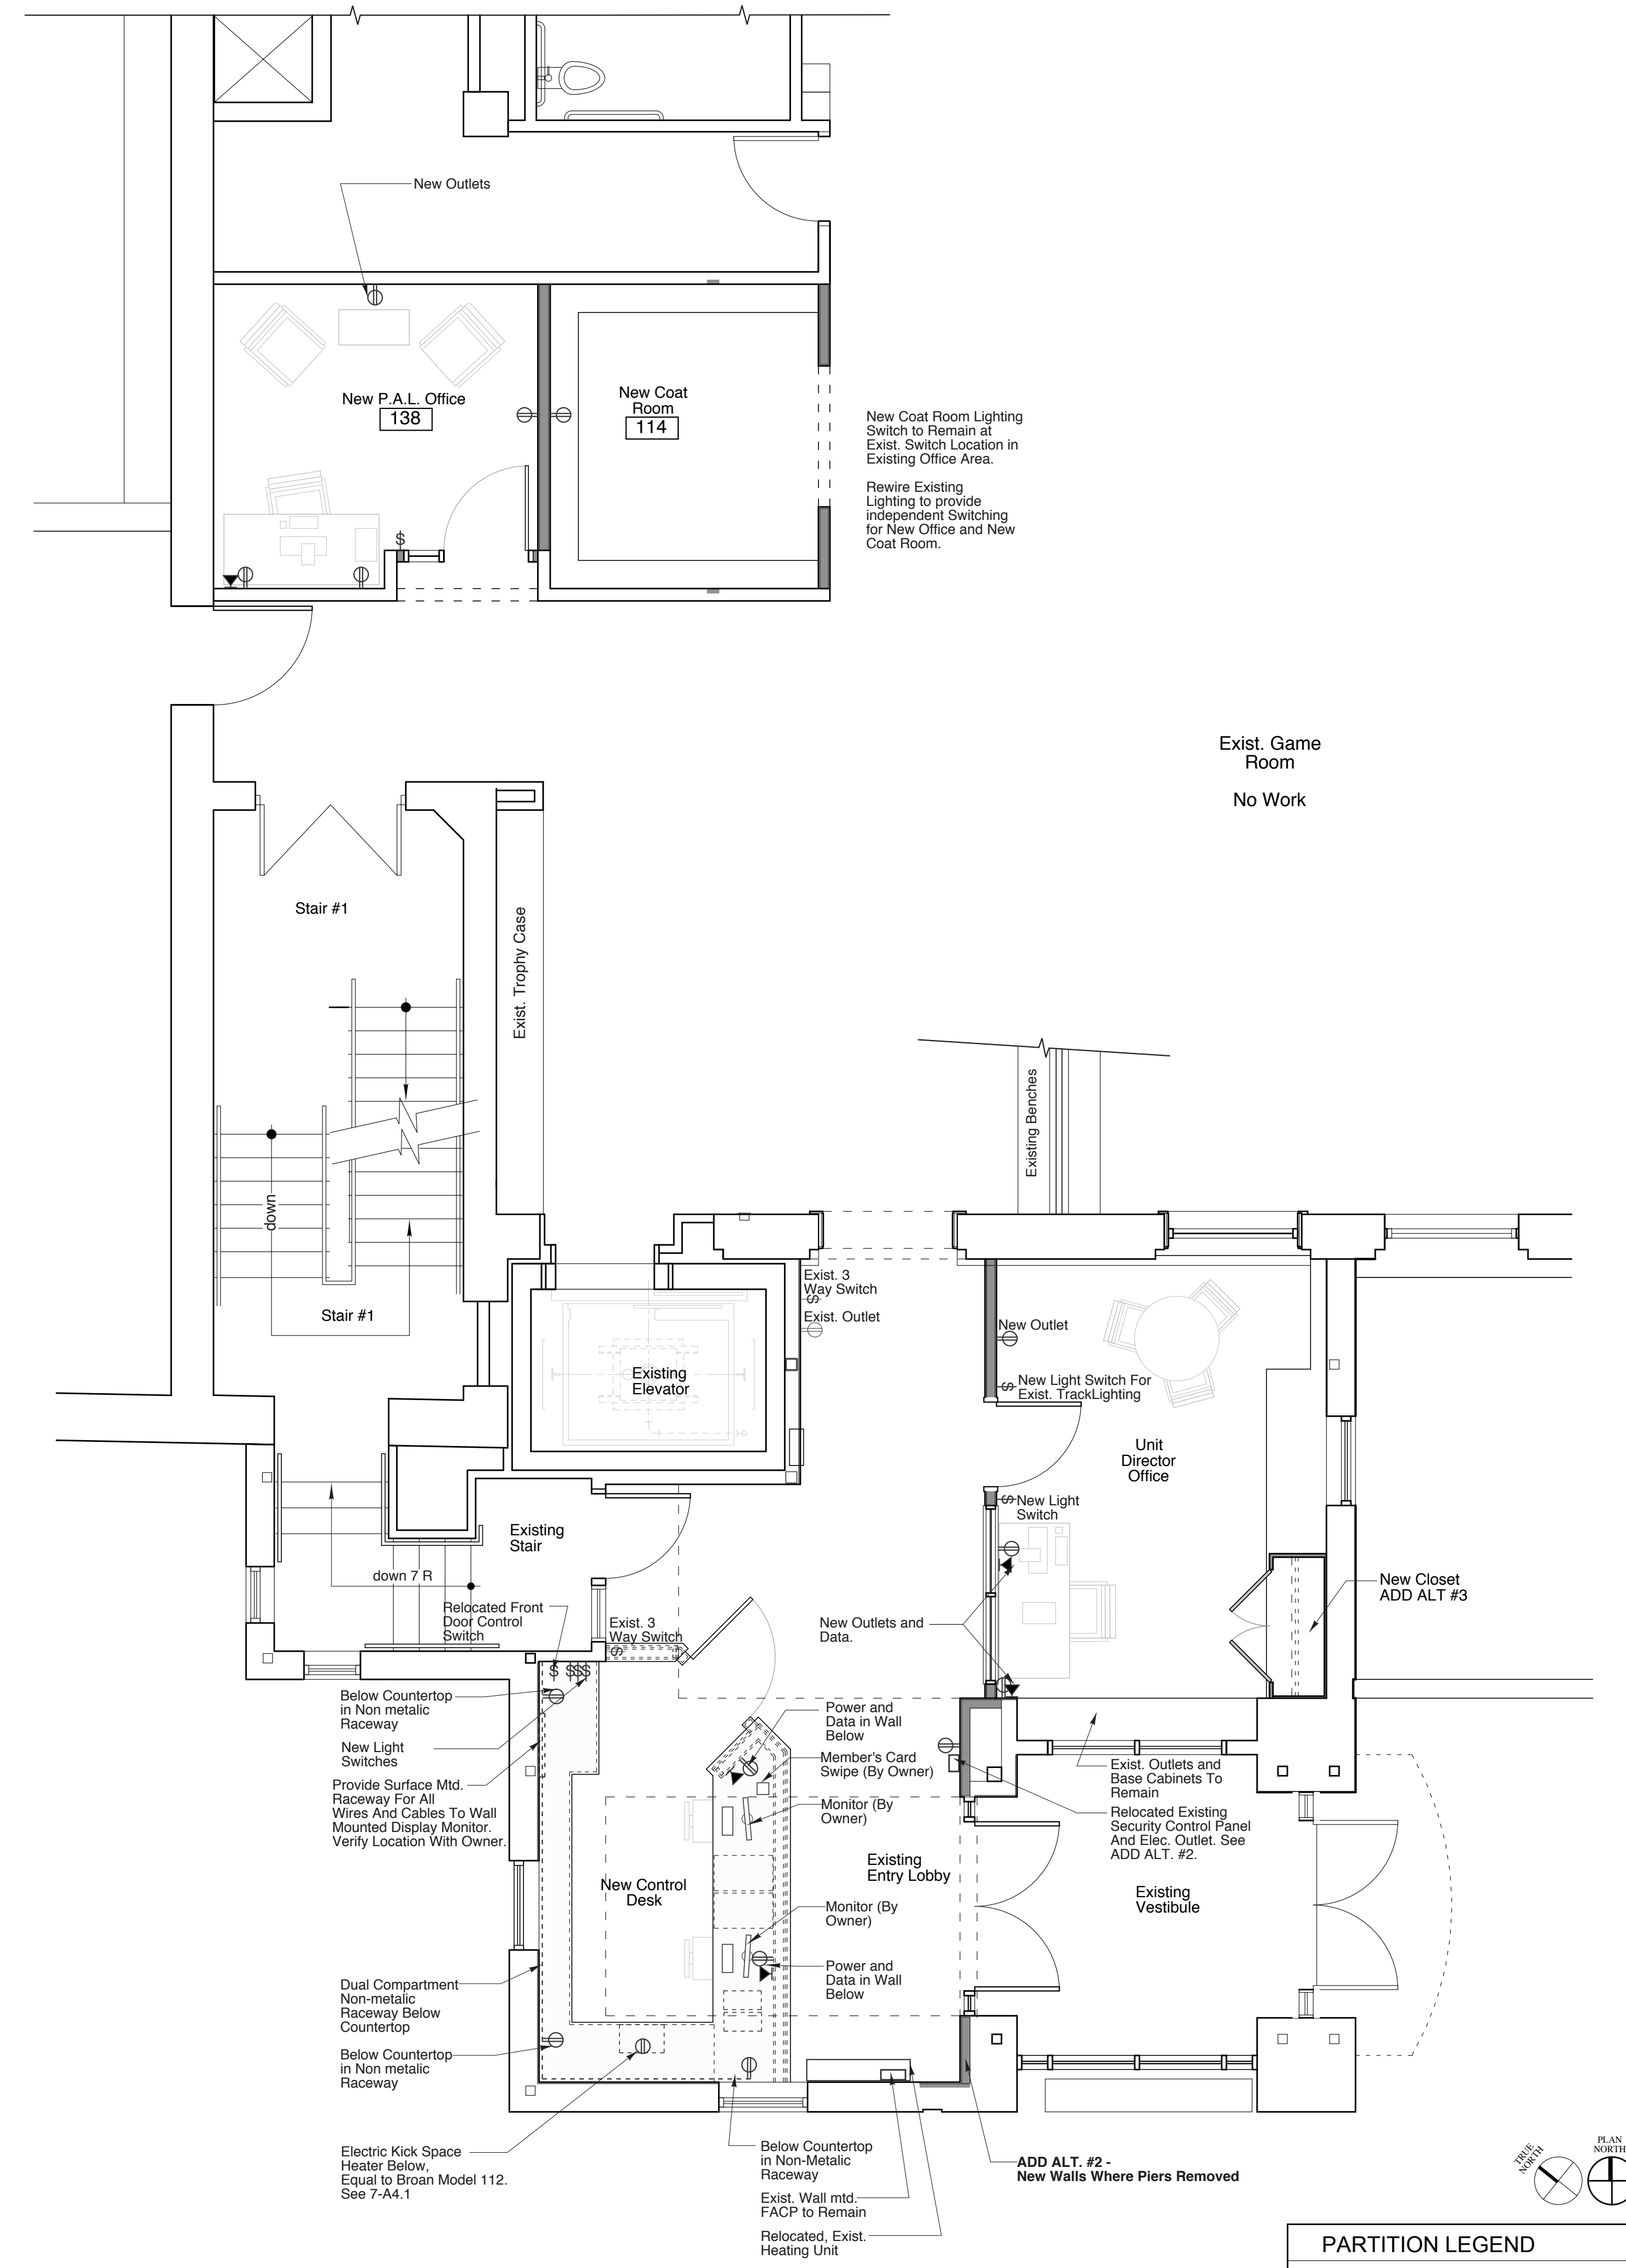 New Outlets
New P.A.L. Office
138
New Coat
Room
114
New Coat Room Lighting
Switch to Remain at
Exist. Switch Location in
Existing Office Area.
Rewire Existing
Lighting to provide
independent Switching
for New Office and New
Coat Room.
$
Exist. Game
Room
No Work
Stair #1
Exist. Trophy Case
Existing Benches
down
Stair #1
Exist. 3
Way Switch
S
Exist. Outlet
New Outlet
Existing
Elevator
S
New Light Switch For
Exist. TrackLighting
Unit
Director
Office
S
New Light
Switch
Existing
Stair
down 7 R
New Closet
ADD ALT #3
Relocated Front
Door Control
Switch
Exist. 3
Way Switch
S
New Outlets and
Data.
$ $$$
Below Countertop
in Non metalic
Raceway
New Light
Switches
Provide Surface Mtd.
Raceway For All
Wires And Cables To Wall
Mounted Display Monitor.
Verify Location With Owner.
Power and
Data in Wall
Below
Member's Card
Swipe (By Owner)
Monitor (By
Owner)
Exist. Outlets and
Base Cabinets To
Remain
Relocated Existing
Security Control Panel
And Elec. Outlet. See
ADD ALT. #2.
Existing
Entry Lobby
New Control
Desk
Existing
Vestibule
Monitor (By
Owner)
Power and
Data in Wall
Below
Dual Compartment
Non-metalic
Raceway Below
Countertop
Below Countertop
in Non metalic
Raceway
Electric Kick Space
Heater Below,
Equal to Broan Model 112.
See 7-A4.1
Below Countertop
in Non-Metalic
Raceway
Exist. Wall mtd.
FACP to Remain
Relocated, Exist.
Heating Unit
ADD ALT. #2 -
New Walls Where Piers Removed
TRUE
NORTH
PLAN
NORTH
PARTITION LEGEND